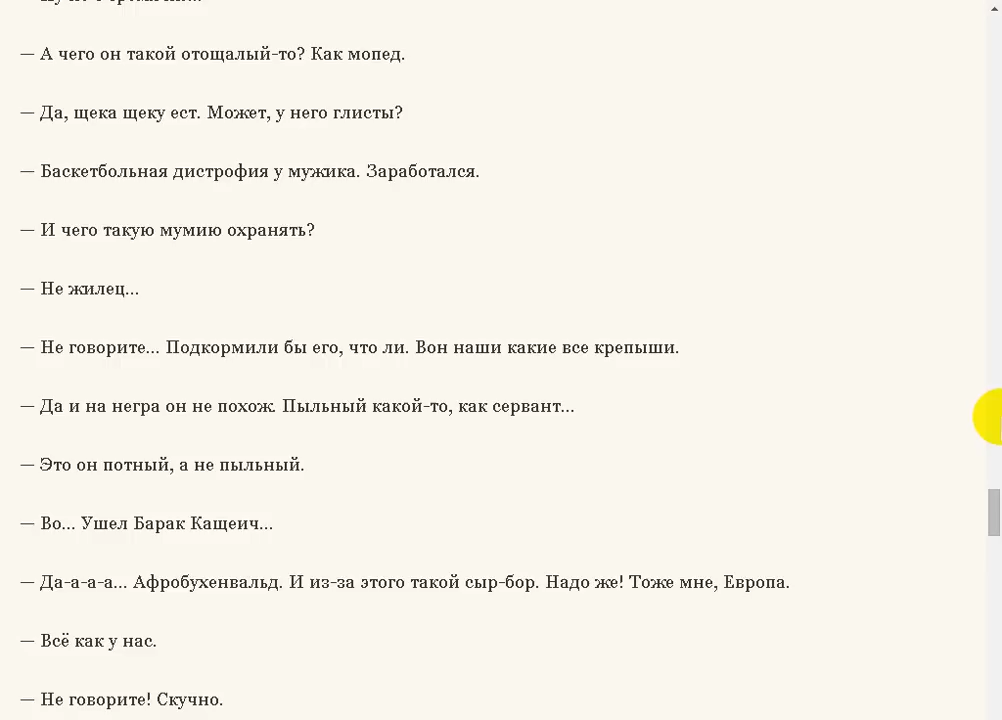 — А чего он такой отощалый-то? Как мопед.
— Да, щека щеку ест. Может, у него глисты?
— Баскетбольная дистрофия у мужика. Заработался.
— И чего такую мумию охранять?
— Не жилец...
— Не говорите... Подкормили бы его, что ли. Вон наши какие все крепыши.
— Да и на негра он не похож. Пыльный какой-то, как сервант...
— Это он потный, а не пыльный.
— Во... Ушел Барак Кащеич...
— Да-а-а-а... Афробухенвальд. И из-за этого такой сыр-бор. Надо же! Тоже мне, Европа.
— Всё как у нас.
— Не говорите! Скучно.